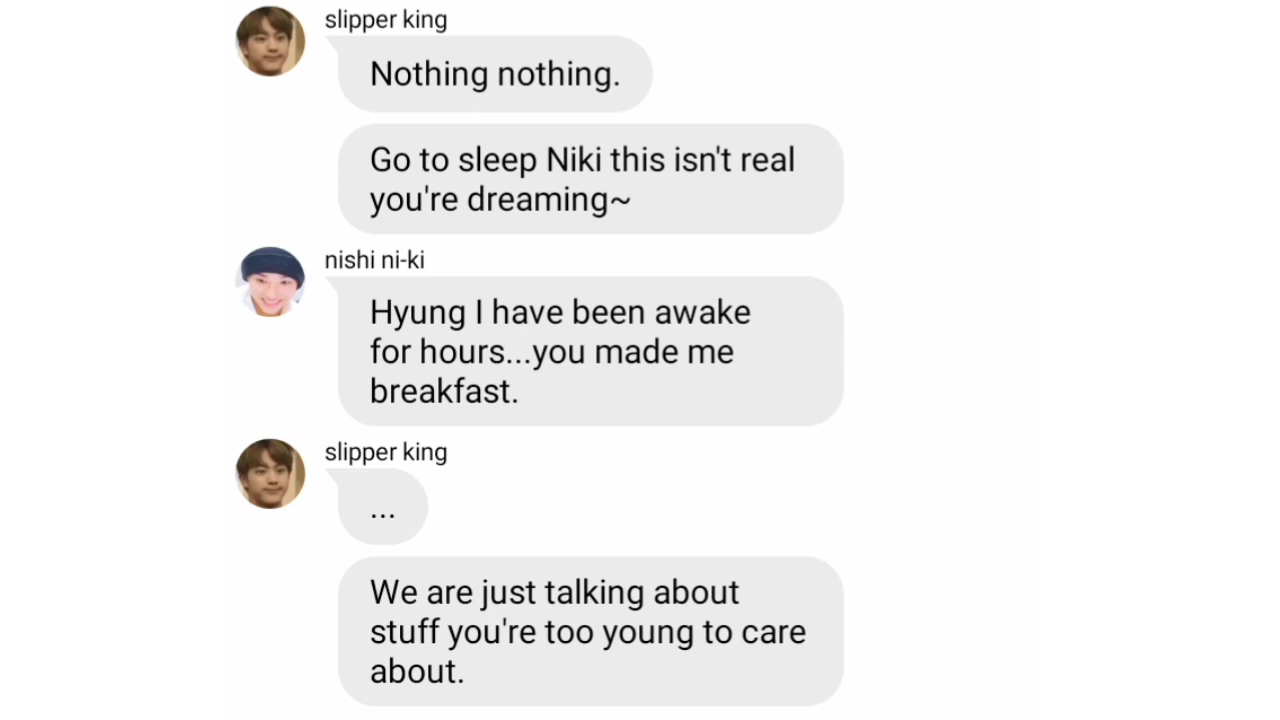 slipper king
Nothing nothing.
Go to sleep Niki this isn't real
you're dreaming~
nishi ni-ki
Hyung I have been awake
for hours...you made me
breakfast.
slipper king
...
We are just talking about
stuff you're too young to care
about.